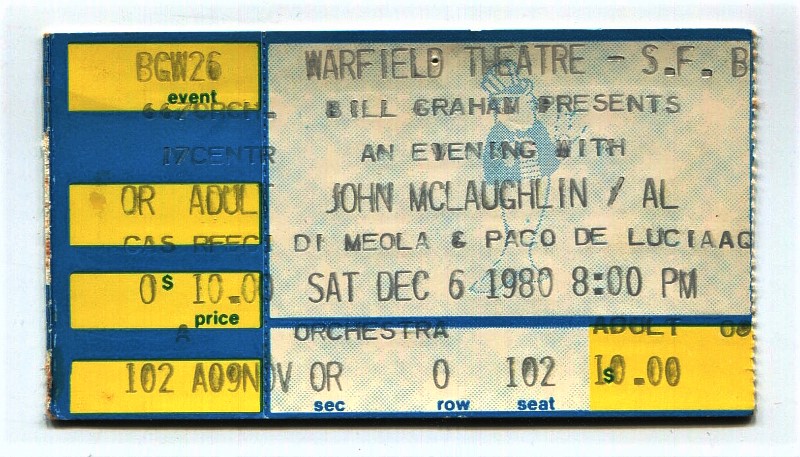 BGW26 WARFIELD THEATRE - S.F. B
event
BILL GRAHAM PRESENTS
17CENTR AN EVENING WITH
OR ADULT JOHN MCLAUGHLIN / AL
DI MEOLA & PACO DE LUCIA
0$ 10.00 SAT DEC 6 1980 8:00 PM
price
A ORCHESTRA ADULT
102 A09NOV OR 0 102 $10.00
sec row seat